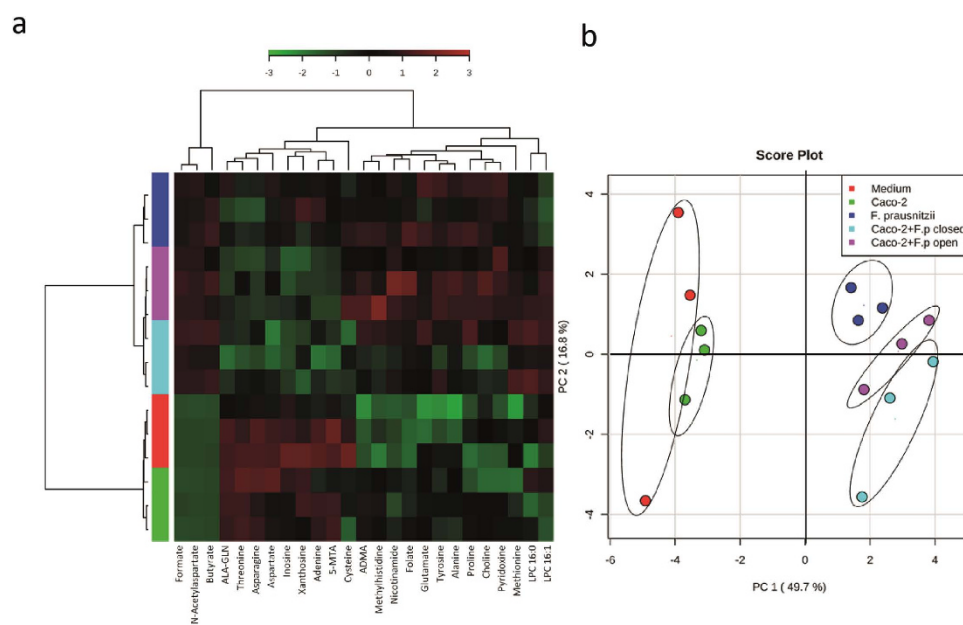 a
b
-3 -2 -1 0 1 2 3
Formate
N-Acetylaspartate
Butyrate
ALA-GLN
Threonine
Asparagine
Aspartate
Inosine
Xanthosine
Adenine
5-MTA
Cysteine
ADMA
Methylhistidine
Nicotinamide
Folate
Glutamate
Tyrosine
Alanine
Proline
Choline
Pyridoxine
Methionine
LPC 16:0
LPC 16:1
Score Plot
Medium
Caco-2
F. prausnitzii
Caco-2+F.p closed
Caco-2+F.p open
PC 2 ( 16.8 %)
4
2
0
-2
-4
-6 -4 -2 0 2 4
PC 1 ( 49.7 %)